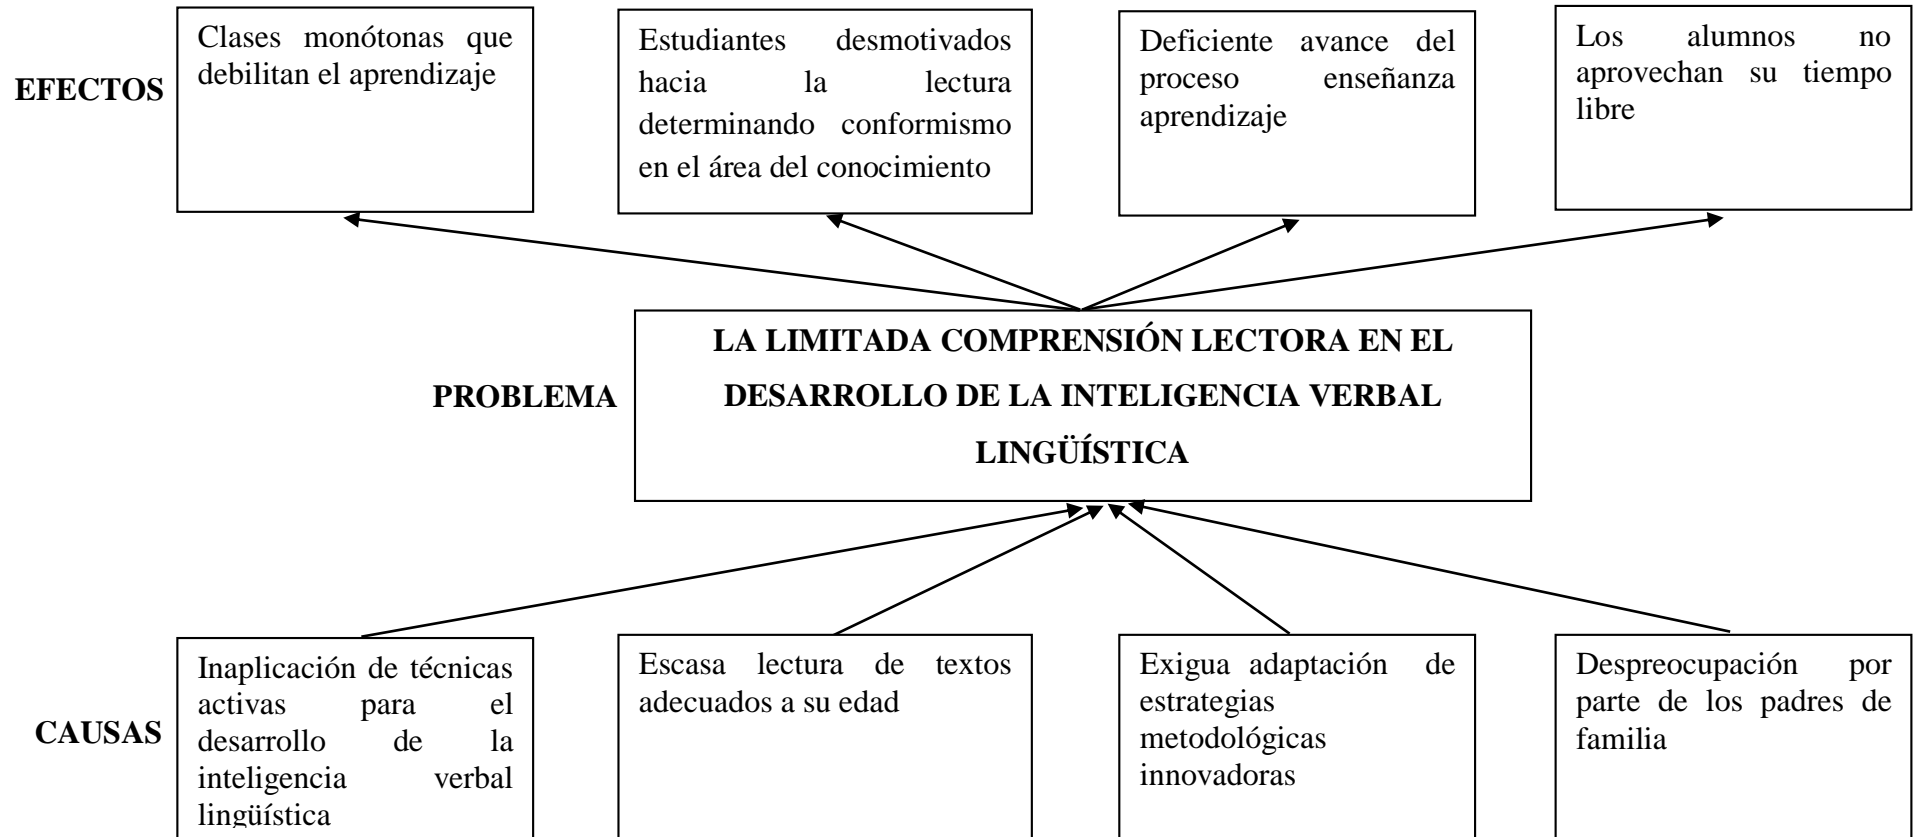 EFECTOS
Clases monótonas que
debilitan el aprendizaje
Estudiantes desmotivados
hacia la lectura
determinando conformismo
en el área del conocimiento
Deficiente avance del
proceso enseñanza
aprendizaje
Los alumnos no
aprovechan su tiempo
libre
PROBLEMA
LA LIMITADA COMPRENSIÓN LECTORA EN EL
DESARROLLO DE LA INTELIGENCIA VERBAL
LINGÜÍSTICA
CAUSAS
Inaplicación de técnicas
activas para el
desarrollo de la
inteligencia verbal
lingüística
Escasa lectura de textos
adecuados a su edad
Exigua adaptación de
estrategias
metodológicas
innovadoras
Despreocupación por
parte de los padres de
familia